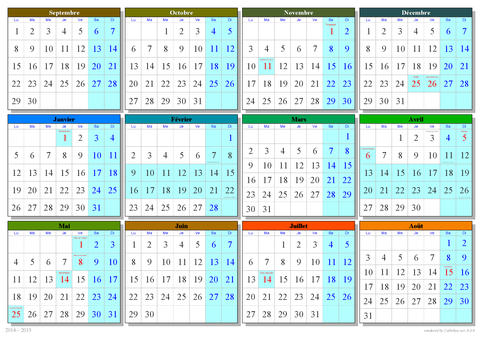 Septembre
Lu Ma Me Je Ve Sa Di
1 2 3 4 5 6 7
8 9 10 11 12 13 14
15 16 17 18 19 20 21
22 23 24 25 26 27 28
29 30
Octobre
Lu Ma Me Je Ve Sa Di
1 2 3 4 5
6 7 8 9 10 11 12
13 14 15 16 17 18 19
20 21 22 23 24 25 26
27 28 29 30 31
Novembre
Lu Ma Me Je Ve Sa Di
1 2
3 4 5 6 7 8 9
10 11 12 13 14 15 16
17 18 19 20 21 22 23
24 25 26 27 28 29 30
Décembre
Lu Ma Me Je Ve Sa Di
1 2 3 4 5 6 7
8 9 10 11 12 13 14
15 16 17 18 19 20 21
22 23 24 25 26 27 28
29 30 31
Janvier
Lu Ma Me Je Ve Sa Di
1 2 3 4
5 6 7 8 9 10 11
12 13 14 15 16 17 18
19 20 21 22 23 24 25
26 27 28 29 30 31
Février
Lu Ma Me Je Ve Sa Di
1
2 3 4 5 6 7 8
9 10 11 12 13 14 15
16 17 18 19 20 21 22
23 24 25 26 27 28
Mars
Lu Ma Me Je Ve Sa Di
1
2 3 4 5 6 7 8
9 10 11 12 13 14 15
16 17 18 19 20 21 22
23 24 25 26 27 28 29
30 31
Avril
Lu Ma Me Je Ve Sa Di
1 2 3 4 5
6 7 8 9 10 11 12
13 14 15 16 17 18 19
20 21 22 23 24 25 26
27 28 29 30
Mai
Lu Ma Me Je Ve Sa Di
1 2 3
4 5 6 7 8 9 10
11 12 13 14 15 16 17
18 19 20 21 22 23 24
25 26 27 28 29 30 31
Juin
Lu Ma Me Je Ve Sa Di
1 2 3 4 5 6 7
8 9 10 11 12 13 14
15 16 17 18 19 20 21
22 23 24 25 26 27 28
29 30
Juillet
Lu Ma Me Je Ve Sa Di
1 2 3 4 5
6 7 8 9 10 11 12
13 14 15 16 17 18 19
20 21 22 23 24 25 26
27 28 29 30 31
Août
Lu Ma Me Je Ve Sa Di
1 2
3 4 5 6 7 8 9
10 11 12 13 14 15 16
17 18 19 20 21 22 23
24 25 26 27 28 29 30
31
2014 - 2015